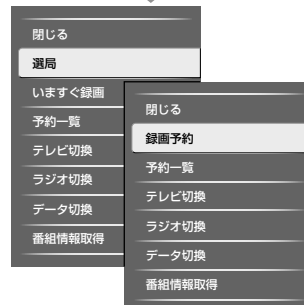 閉じる
選局
いますぐ録画
予約一覧
テレビ切換
ラジオ切換
データ切換
番組情報取得
閉じる
録画予約
予約一覧
テレビ切換
ラジオ切換
データ切換
番組情報取得